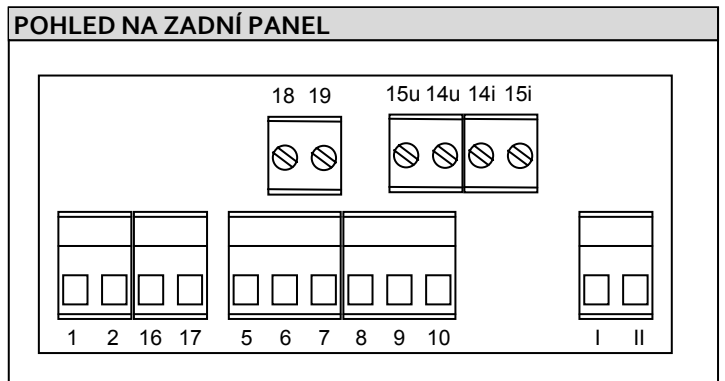 POHLED NA ZADNÍ PANEL
18 19 15u 14u 14i 15i
1 2 16 17 5 6 7 8 9 10 I II